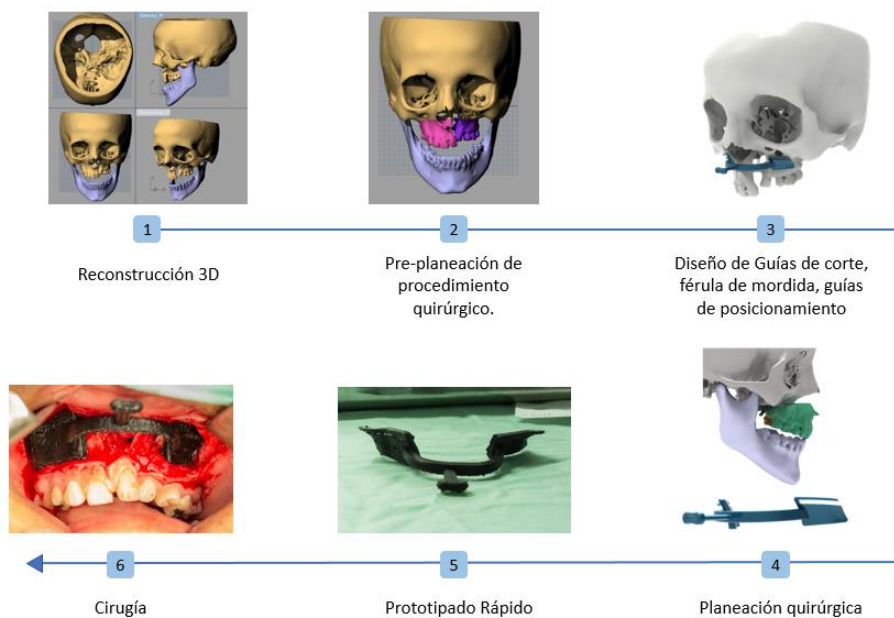 1
Reconstrucción 3D
2
Pre-planeación de
procedimiento
quirúrgico.
3
Diseño de Guías de corte,
férula de mordida, guías
de posicionamiento
4
Planeación quirúrgica
5
Prototipado Rápido
6
Cirugía